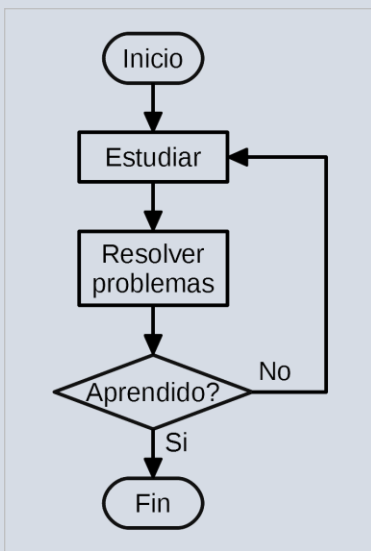 Inicio
Estudiar
Resolver
problemas
Aprendido?
No
Si
Fin